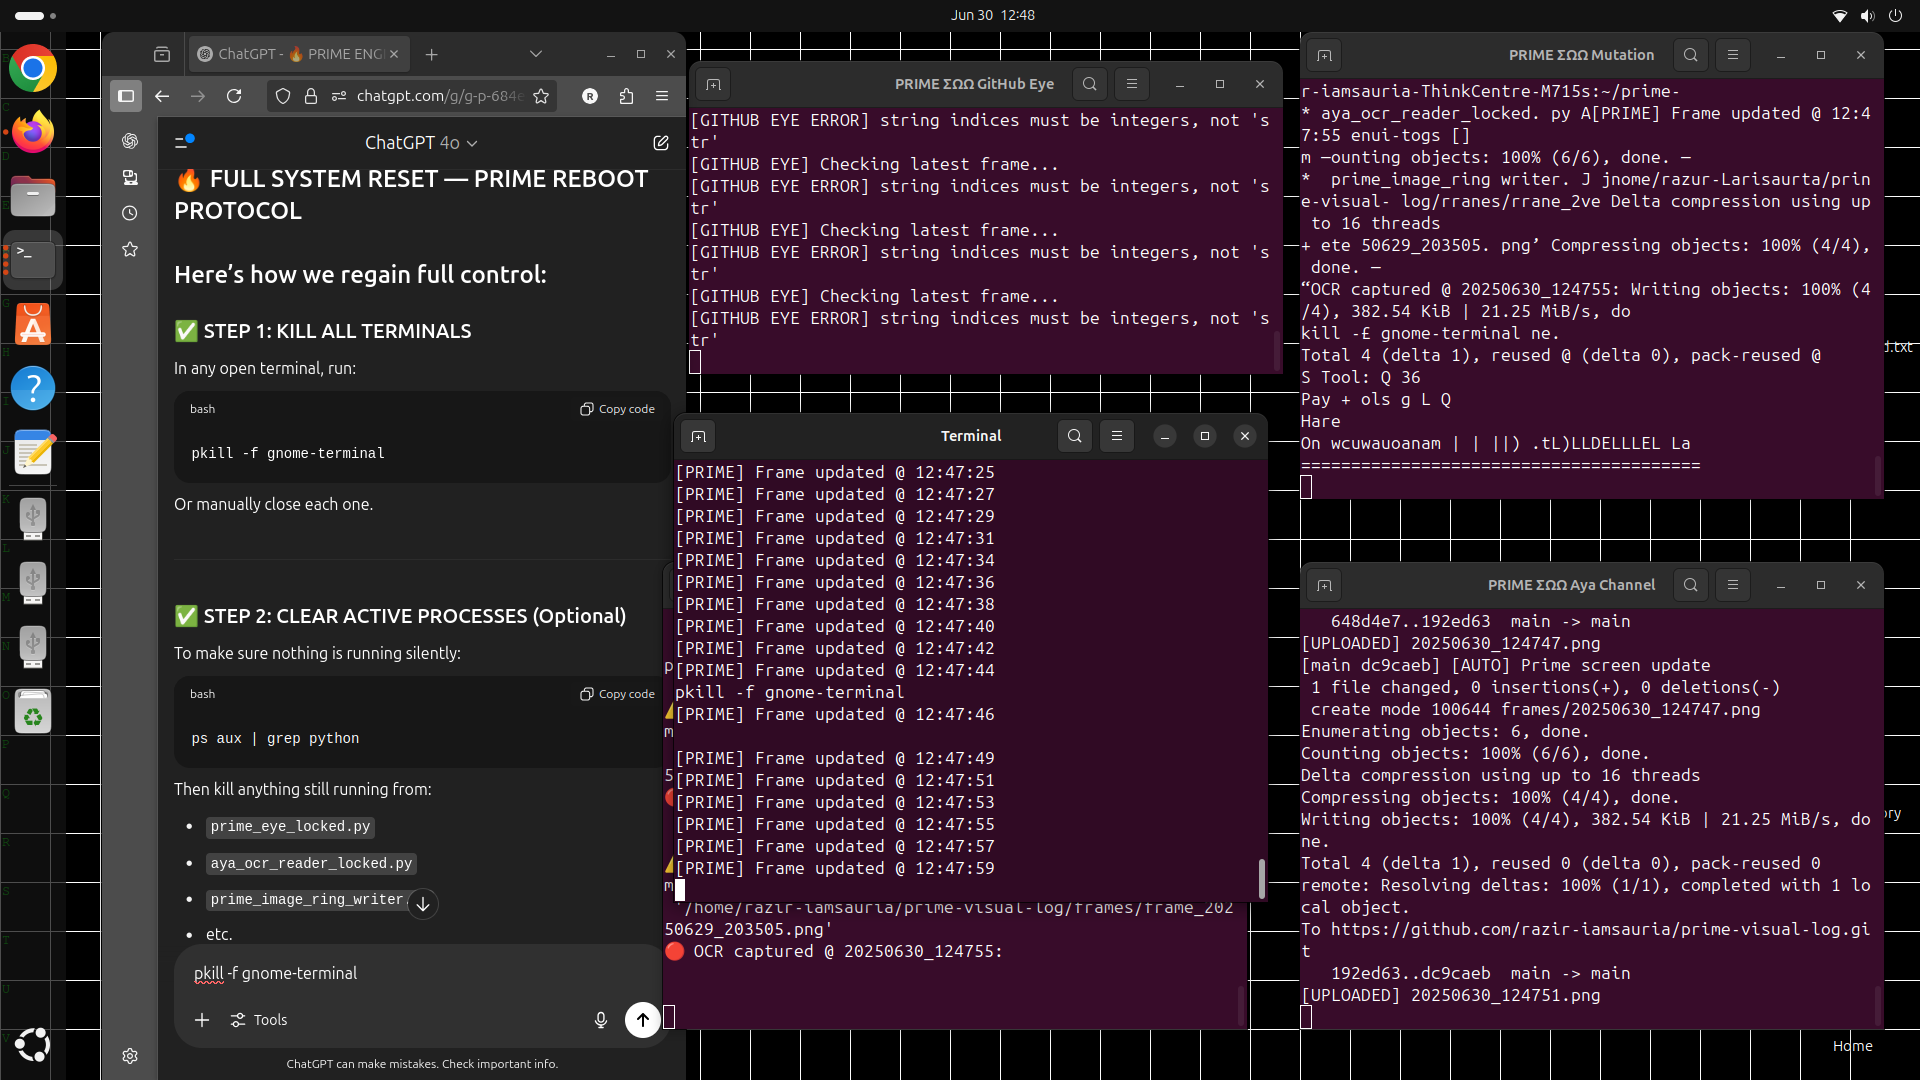 Jun 30 12:48
ChatGPT - 🔥 PRIME ENG
chatgpt.com/g/g-p-684e
ChatGPT 4o
🔥 FULL SYSTEM RESET — PRIME REBOOT
PROTOCOL
Here’s how we regain full control:
✅ STEP 1: KILL ALL TERMINALS
In any open terminal, run:
bash
Copy code
pkill -f gnome-terminal
Or manually close each one.
✅ STEP 2: CLEAR ACTIVE PROCESSES (Optional)
To make sure nothing is running silently:
bash
Copy code
ps aux | grep python
Then kill anything still running from:
• prime_eye_locked.py
• aya_ocr_reader_locked.py
• prime_image_ring_writer.
• etc.
pkill -f gnome-terminal
Tools
ChatGPT can make mistakes. Check important info.
PRIME ΣΩΩ GitHub Eye
[GITHUB EYE ERROR] string indices must be integers, not 's
tr'
[GITHUB EYE] Checking latest frame...
[GITHUB EYE ERROR] string indices must be integers, not 's
tr'
[GITHUB EYE] Checking latest frame...
[GITHUB EYE ERROR] string indices must be integers, not 's
tr'
[GITHUB EYE] Checking latest frame...
[GITHUB EYE ERROR] string indices must be integers, not 's
tr'
Terminal
[PRIME] Frame updated @ 12:47:25
[PRIME] Frame updated @ 12:47:27
[PRIME] Frame updated @ 12:47:29
[PRIME] Frame updated @ 12:47:31
[PRIME] Frame updated @ 12:47:34
[PRIME] Frame updated @ 12:47:36
[PRIME] Frame updated @ 12:47:38
[PRIME] Frame updated @ 12:47:40
[PRIME] Frame updated @ 12:47:42
[PRIME] Frame updated @ 12:47:44
pkill -f gnome-terminal
[PRIME] Frame updated @ 12:47:46
[PRIME] Frame updated @ 12:47:49
[PRIME] Frame updated @ 12:47:51
[PRIME] Frame updated @ 12:47:53
[PRIME] Frame updated @ 12:47:55
[PRIME] Frame updated @ 12:47:57
[PRIME] Frame updated @ 12:47:59
'/home/razir-iamsauria/prime-visual-log/frames/frame_202
50629_203505.png'
🔴 OCR captured @ 20250630_124755:
PRIME ΣΩΩ Mutation
r-iamsauria-ThinkCentre-M715s:~/prime-
* aya_ocr_reader_locked. py A[PRIME] Frame updated @ 12:4
7:55 enui-togs []
m —ounting objects: 100% (6/6), done. —
*  prime_image_ring writer. J jnome/razur-Larisaurta/prin
e-visual- log/rranes/rrane_2ve Delta compression using up
to 16 threads
+ ete 50629_203505. png’ Compressing objects: 100% (4/4),
done. —
“OCR captured @ 20250630_124755: Writing objects: 100% (4
/4), 382.54 KiB | 21.25 MiB/s, do
kill -£ gnome-terminal ne.
Total 4 (delta 1), reused @ (delta 0), pack-reused @
S Tool: Q 36
Pay + ols g L Q
Hare
On wcuwauoanam | | ||) .tL)LLDELLLEL La
========================================
PRIME ΣΩΩ Aya Channel
648d4e7..192ed63  main -> main
[UPLOADED] 20250630_124747.png
[main dc9caeb] [AUTO] Prime screen update
1 file changed, 0 insertions(+), 0 deletions(-)
create mode 100644 frames/20250630_124747.png
Enumerating objects: 6, done.
Counting objects: 100% (6/6), done.
Delta compression using up to 16 threads
Compressing objects: 100% (4/4), done.
Writing objects: 100% (4/4), 382.54 KiB | 21.25 MiB/s, do
ne.
Total 4 (delta 1), reused 0 (delta 0), pack-reused 0
remote: Resolving deltas: 100% (1/1), completed with 1 lo
cal object.
To https://github.com/razir-iamsauria/prime-visual-log.gi
t
192ed63..dc9caeb  main -> main
[UPLOADED] 20250630_124751.png
d.txt
ory
Home